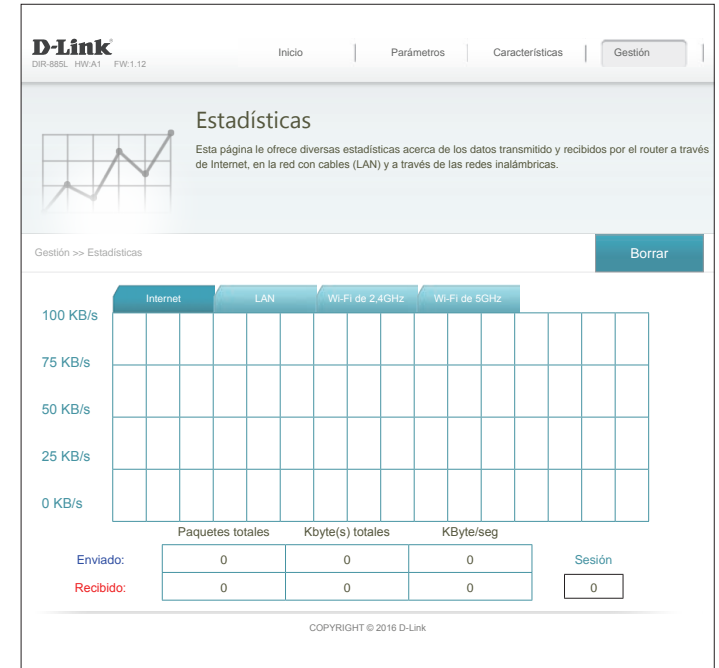 D-Link
DIR-885L HW:A1 FW:1.12
Inicio
Parámetros
Características
Gestión
Estadísticas
Esta página le ofrece diversas estadísticas acerca de los datos transmitido y recibidos por el router a través
de Internet, en la red con cables (LAN) y a través de las redes inalámbricas.
Gestión >> Estadísticas
Borrar
Internet
LAN
Wi-Fi de 2,4GHz
Wi-Fi de 5GHz
100 KB/s
75 KB/s
50 KB/s
25 KB/s
0 KB/s
Paquetes totales Kbyte(s) totales KByte/seg
Enviado: 0 0 0 Sesión
Recibido: 0 0 0 0
COPYRIGHT © 2016 D-Link